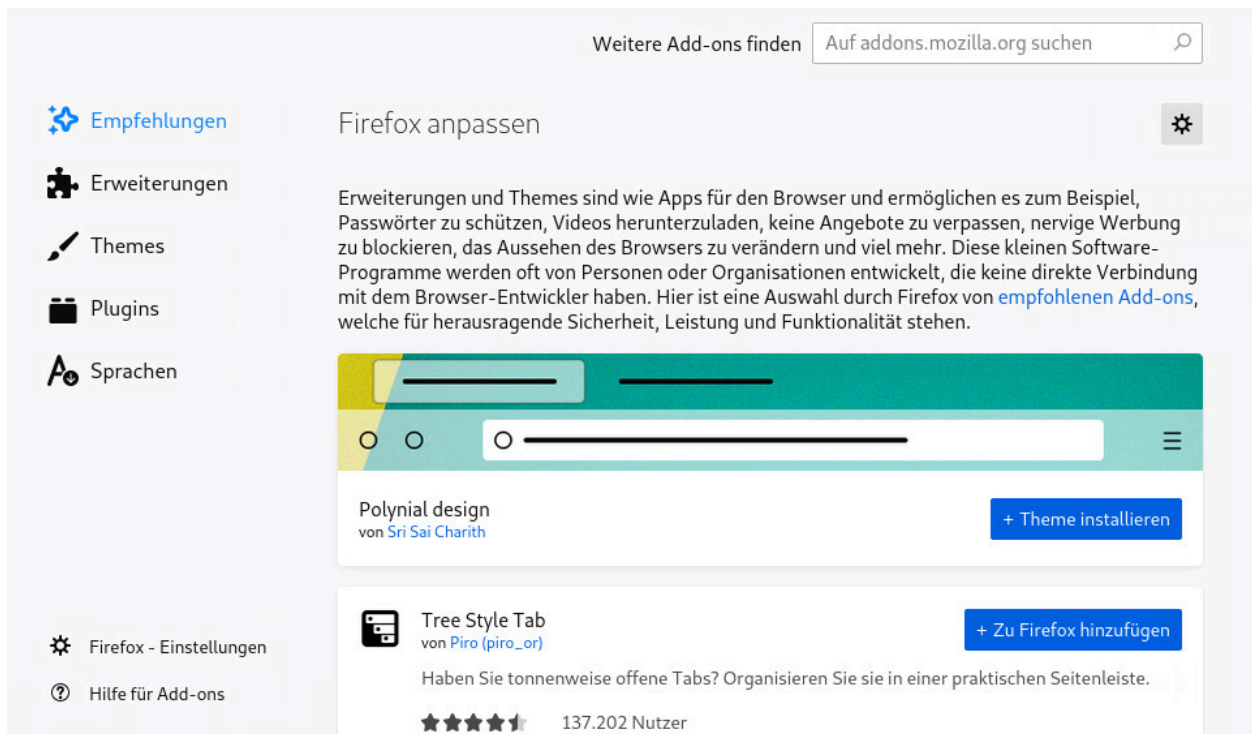 Weitere Add-ons finden Auf addons.mozilla.org suchen
Empfehlungen
Erweiterungen
Themes
Plugins
Sprachen
Firefox - Einstellungen
Hilfe für Add-ons
Firefox anpassen
Erweiterungen und Themes sind wie Apps für den Browser und ermöglichen es zum Beispiel,
Passwörter zu schützen, Videos herunterzuladen, keine Angebote zu verpassen, nervige Werbung
zu blockieren, das Aussehen des Browsers zu verändern und viel mehr. Diese kleinen Software-
Programme werden oft von Personen oder Organisationen entwickelt, die keine direkte Verbindung
mit dem Browser-Entwickler haben. Hier ist eine Auswahl durch Firefox von empfohlenen Add-ons,
welche für herausragende Sicherheit, Leistung und Funktionalität stehen.
Polynial design
von Sri Sai Charith
+ Theme installieren
Tree Style Tab
von Piro (piro_or)
+ Zu Firefox hinzufügen
Haben Sie tonnenweise offene Tabs? Organisieren Sie sie in einer praktischen Seitenleiste.
137.202 Nutzer